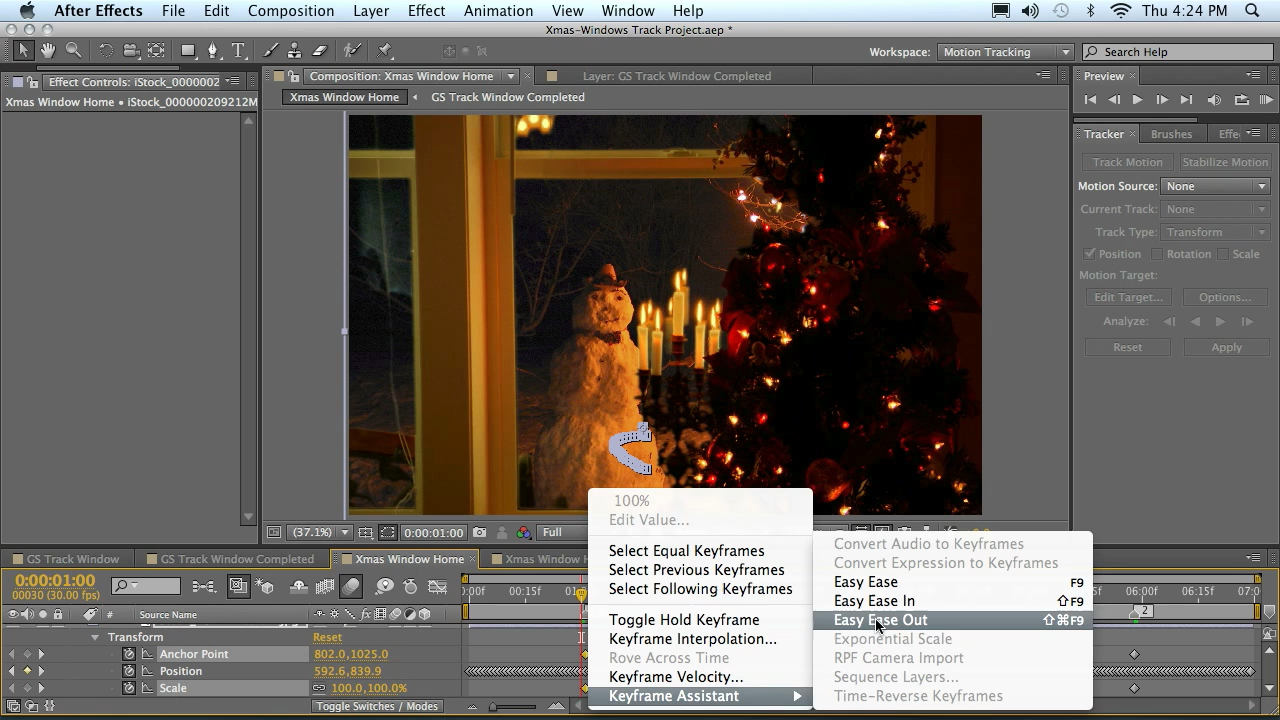 After Effects File Edit Composition Layer Effect Animation View Window Help Thu 4:24 PM
Xmas-Windows Track Project.aep *
Workspace: Motion Tracking Search Help
Effect Controls: iStock_0000002 Composition: Xmas Window Home Layer: GS Track Window Completed Preview
Xmas Window Home • iStock_000000209212M Xmas Window Home GS Track Window Completed
Tracker Brushes Effe
Track Motion Stabilize Motion
Motion Source: None
Current Track: None
Track Type: Transform
Position Rotation Scale
Motion Target:
Edit Target... Options...
Analyze:
Reset Apply
(37.1%) 0:00:01:00 Full
100%
Edit Value...
Select Equal Keyframes
Select Previous Keyframes
Select Following Keyframes
Toggle Hold Keyframe
Keyframe Interpolation...
Rove Across Time
Keyframe Velocity...
Keyframe Assistant
Convert Audio to Keyframes
Convert Expression to Keyframes
Easy Ease F9
Easy Ease In ⇧F9
Easy Ease Out ⇧⌘F9
Exponential Scale
RPF Camera Import
Sequence Layers...
Time-Reverse Keyframes
GS Track Window GS Track Window Completed Xmas Window Home Xmas Window
0:00:01:00
00030 (30.00 fps)
:00f 00:15f 01:0 05:15f 06:00f 06:15f 07:0
2
# Source Name
Transform Reset
Anchor Point 802.0,1025.0
Position 592.6,839.9
Scale 100.0,100.0%
Toggle Switches / Modes